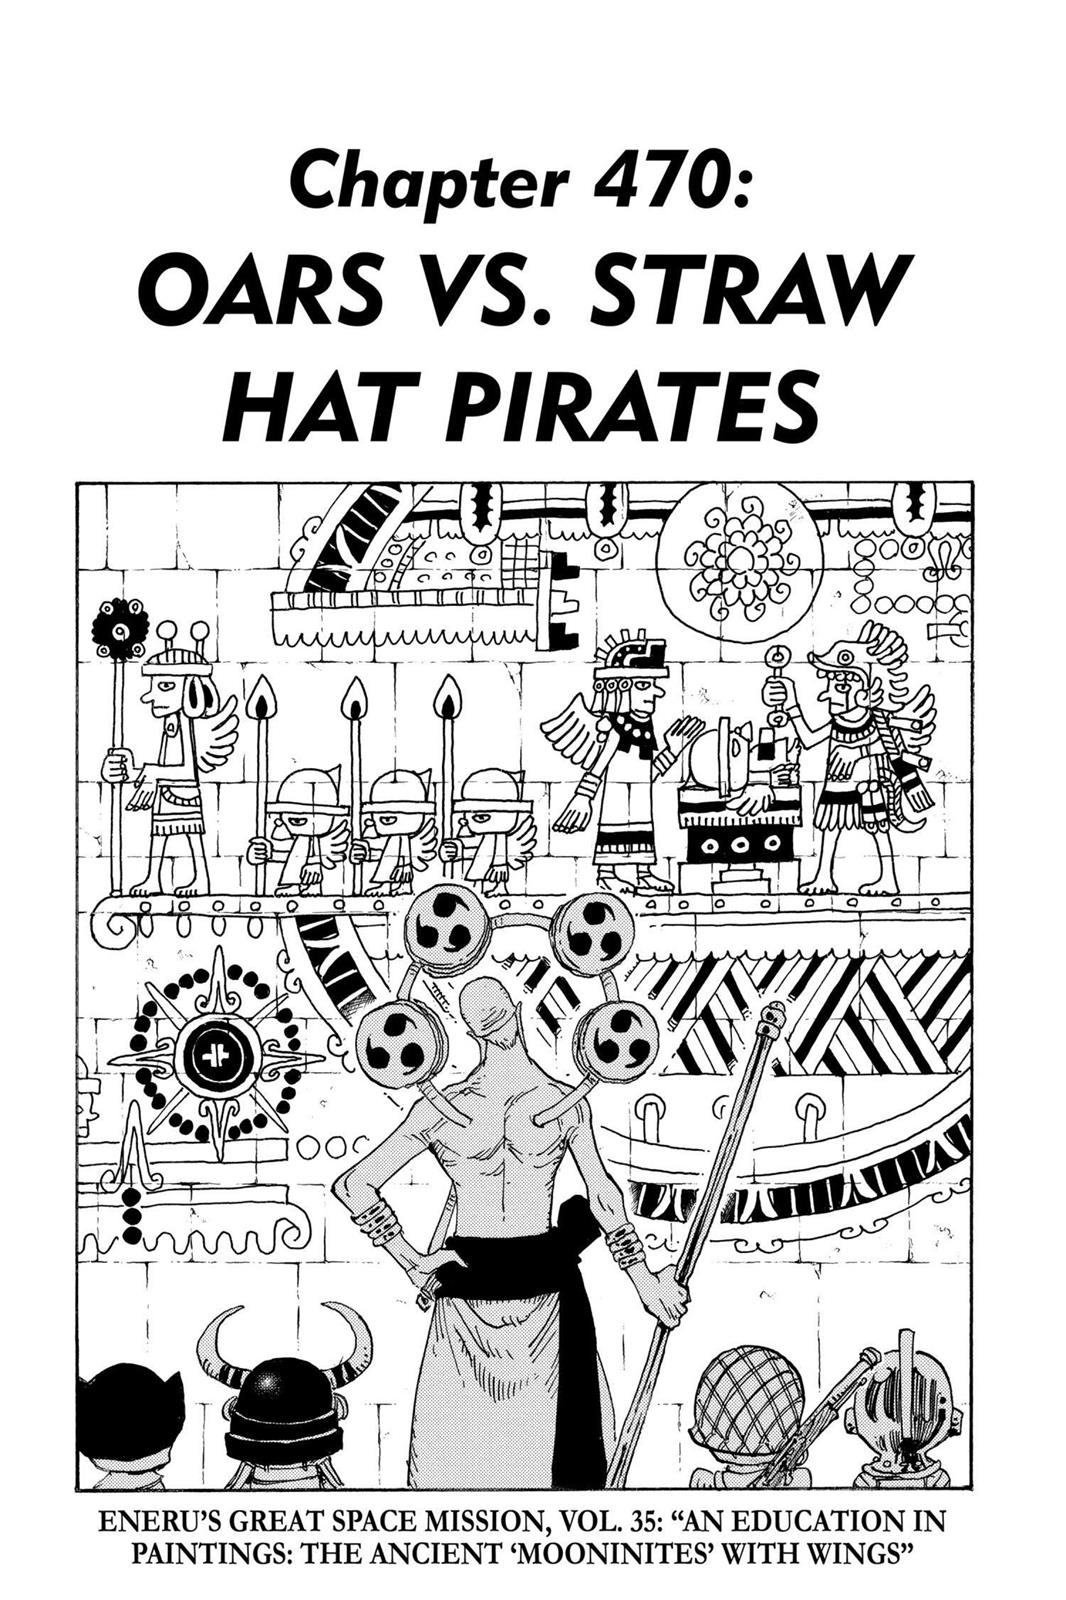 Chapter 470:
OARS VS. STRAW
HAT PIRATES
ENERU'S GREAT SPACE MISSION, VOL. 35: “AN EDUCATION IN
PAINTINGS: THE ANCIENT ‘MOONINITES’ WITH WINGS”